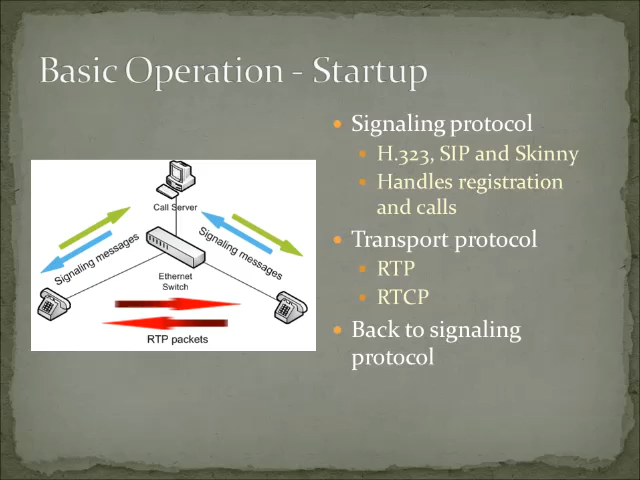 Basic Operation - Startup
• Signaling protocol
• H.323, SIP and Skinny
• Handles registration
and calls
• Transport protocol
• RTP
• RTCP
• Back to signaling
protocol
Call Server
Signaling messages
Signaling messages
Ethernet
Switch
RTP packets